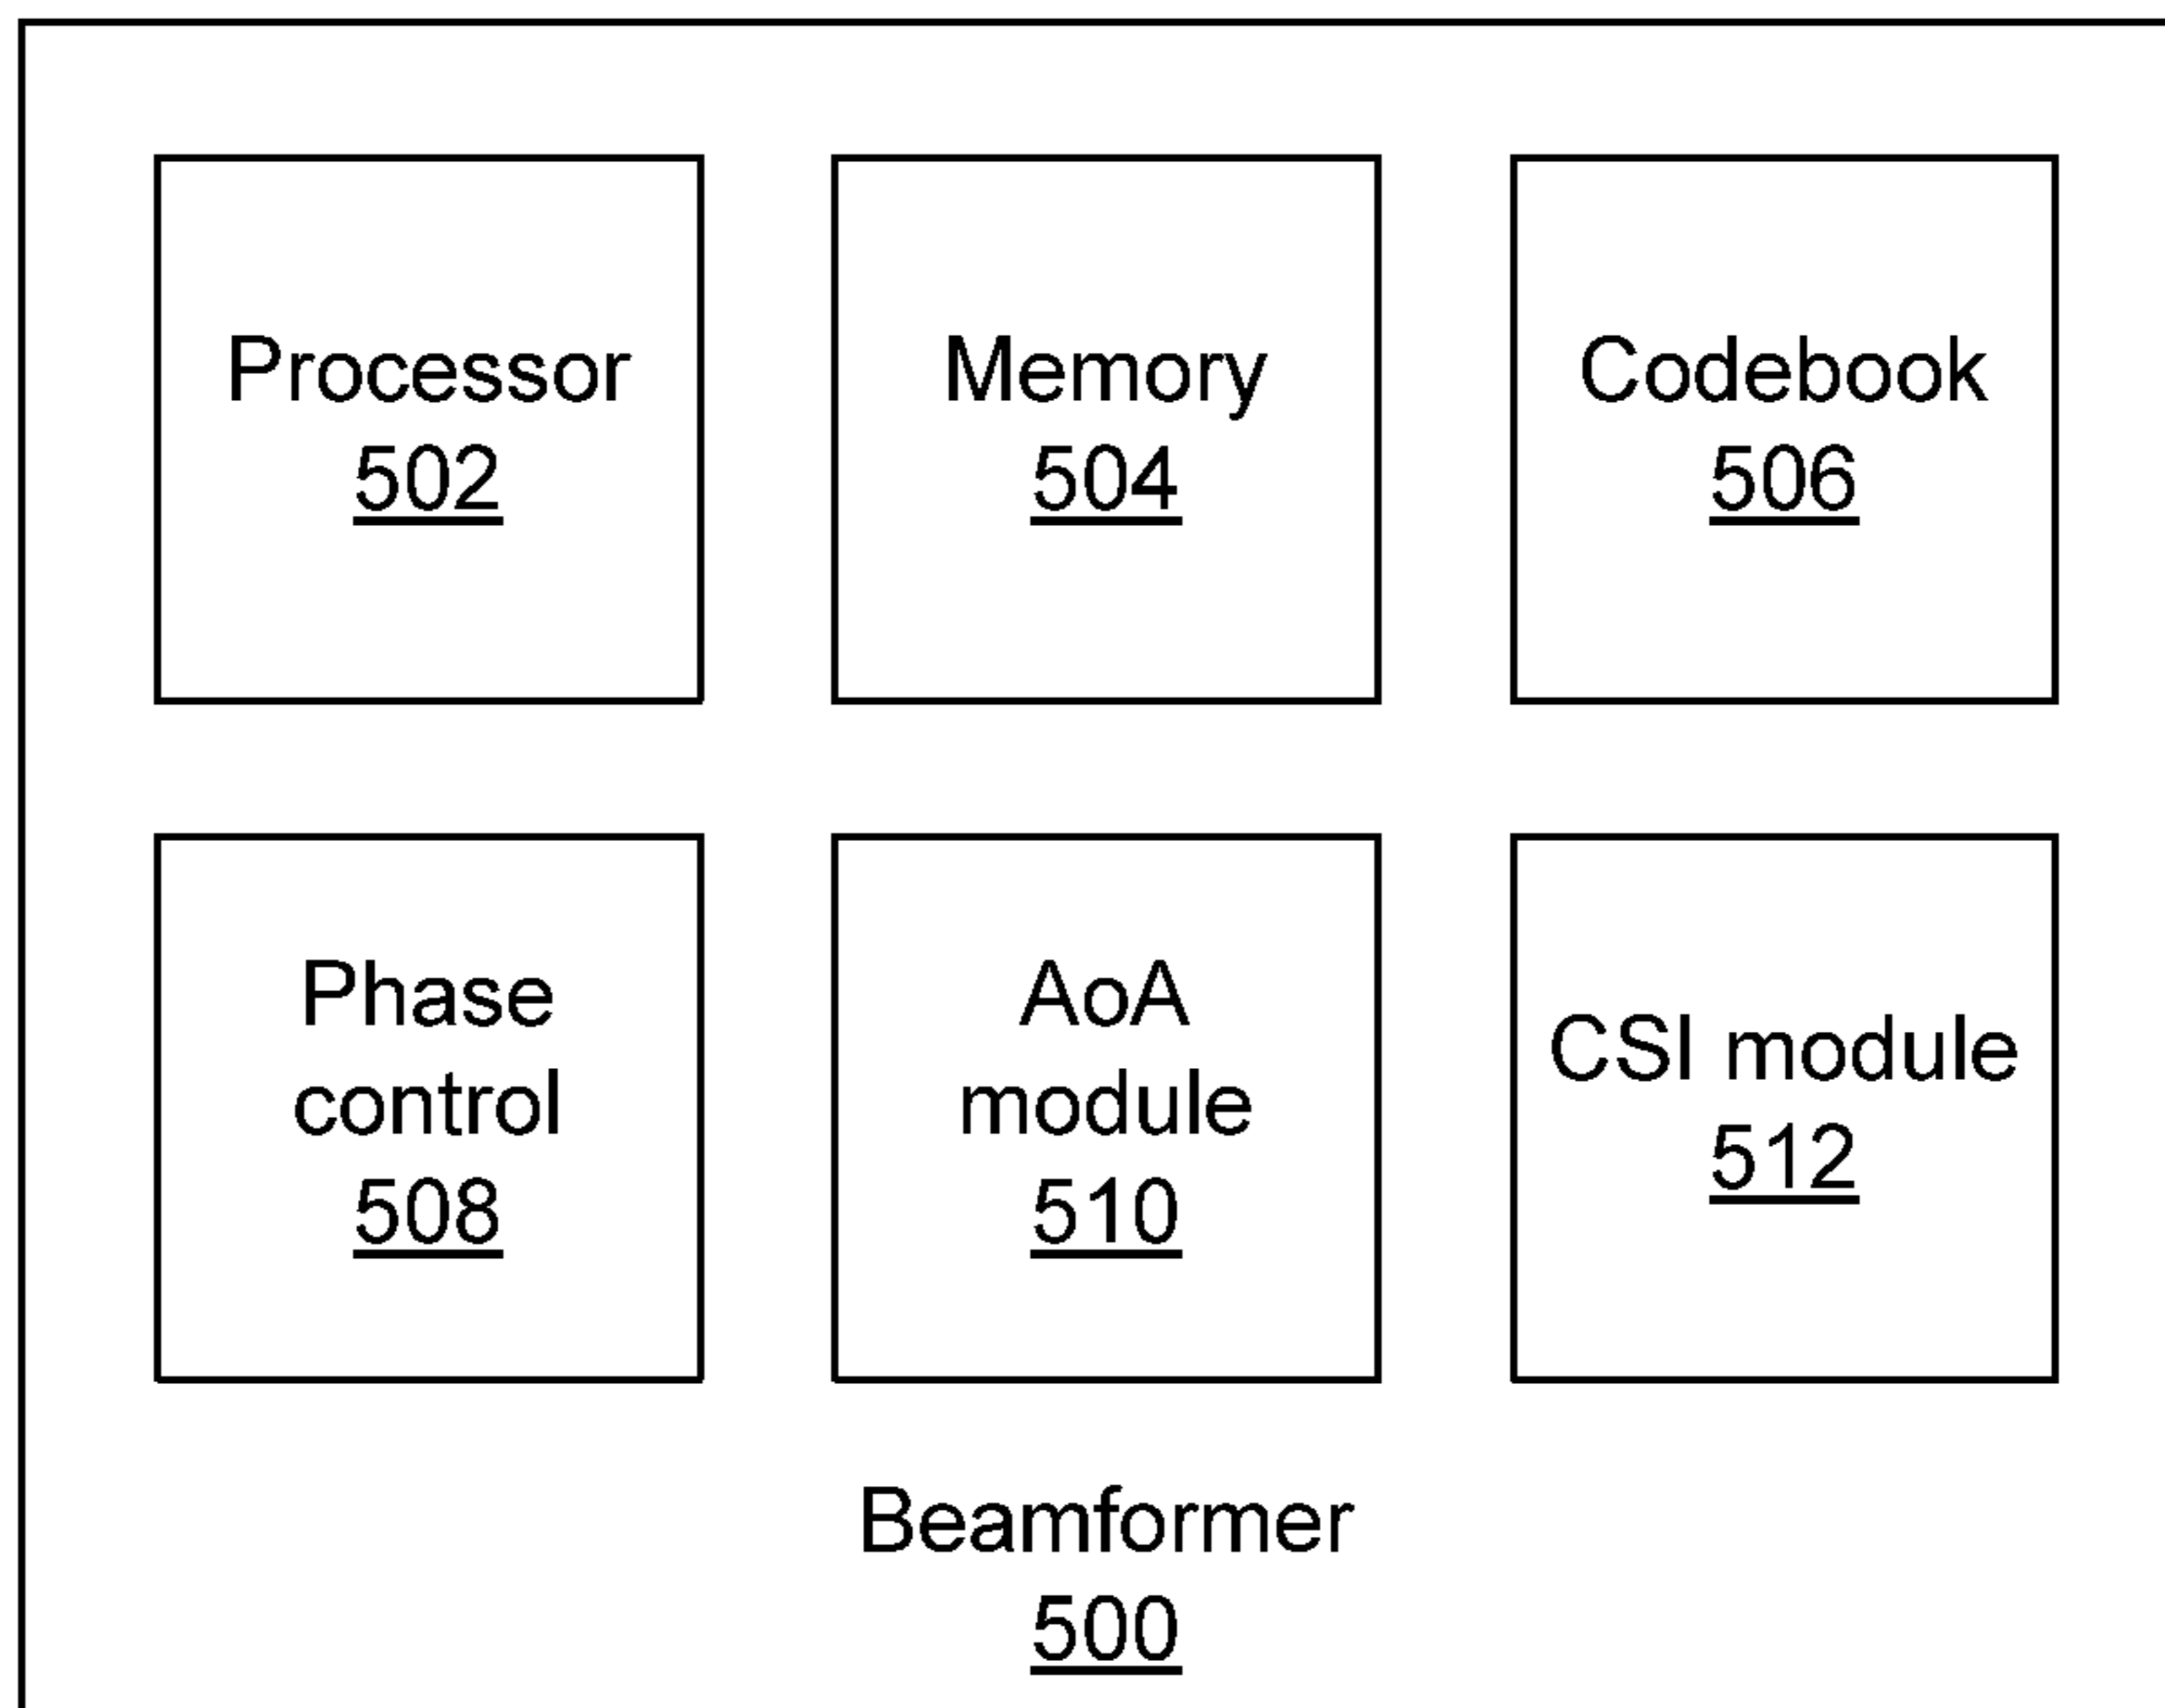 Processor
502
Memory
504
Codebook
506
Phase
control
508
AoA
module
510
CSI module
512
Beamformer
500